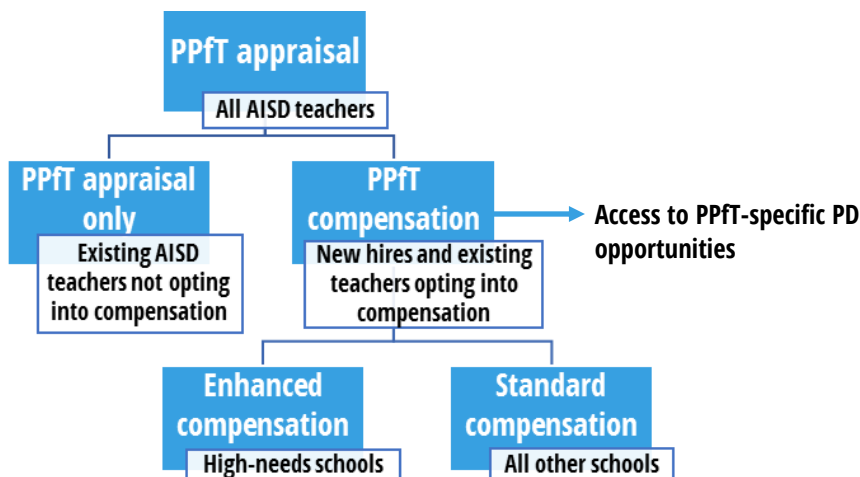 PPfT appraisal
All AISD teachers
PPfT appraisal
only
Existing AISD
teachers not opting
into compensation
PPfT
compensation
New hires and existing
teachers opting into
compensation
Access to PPfT-specific PD
opportunities
Enhanced
compensation
High-needs schools
Standard
compensation
All other schools